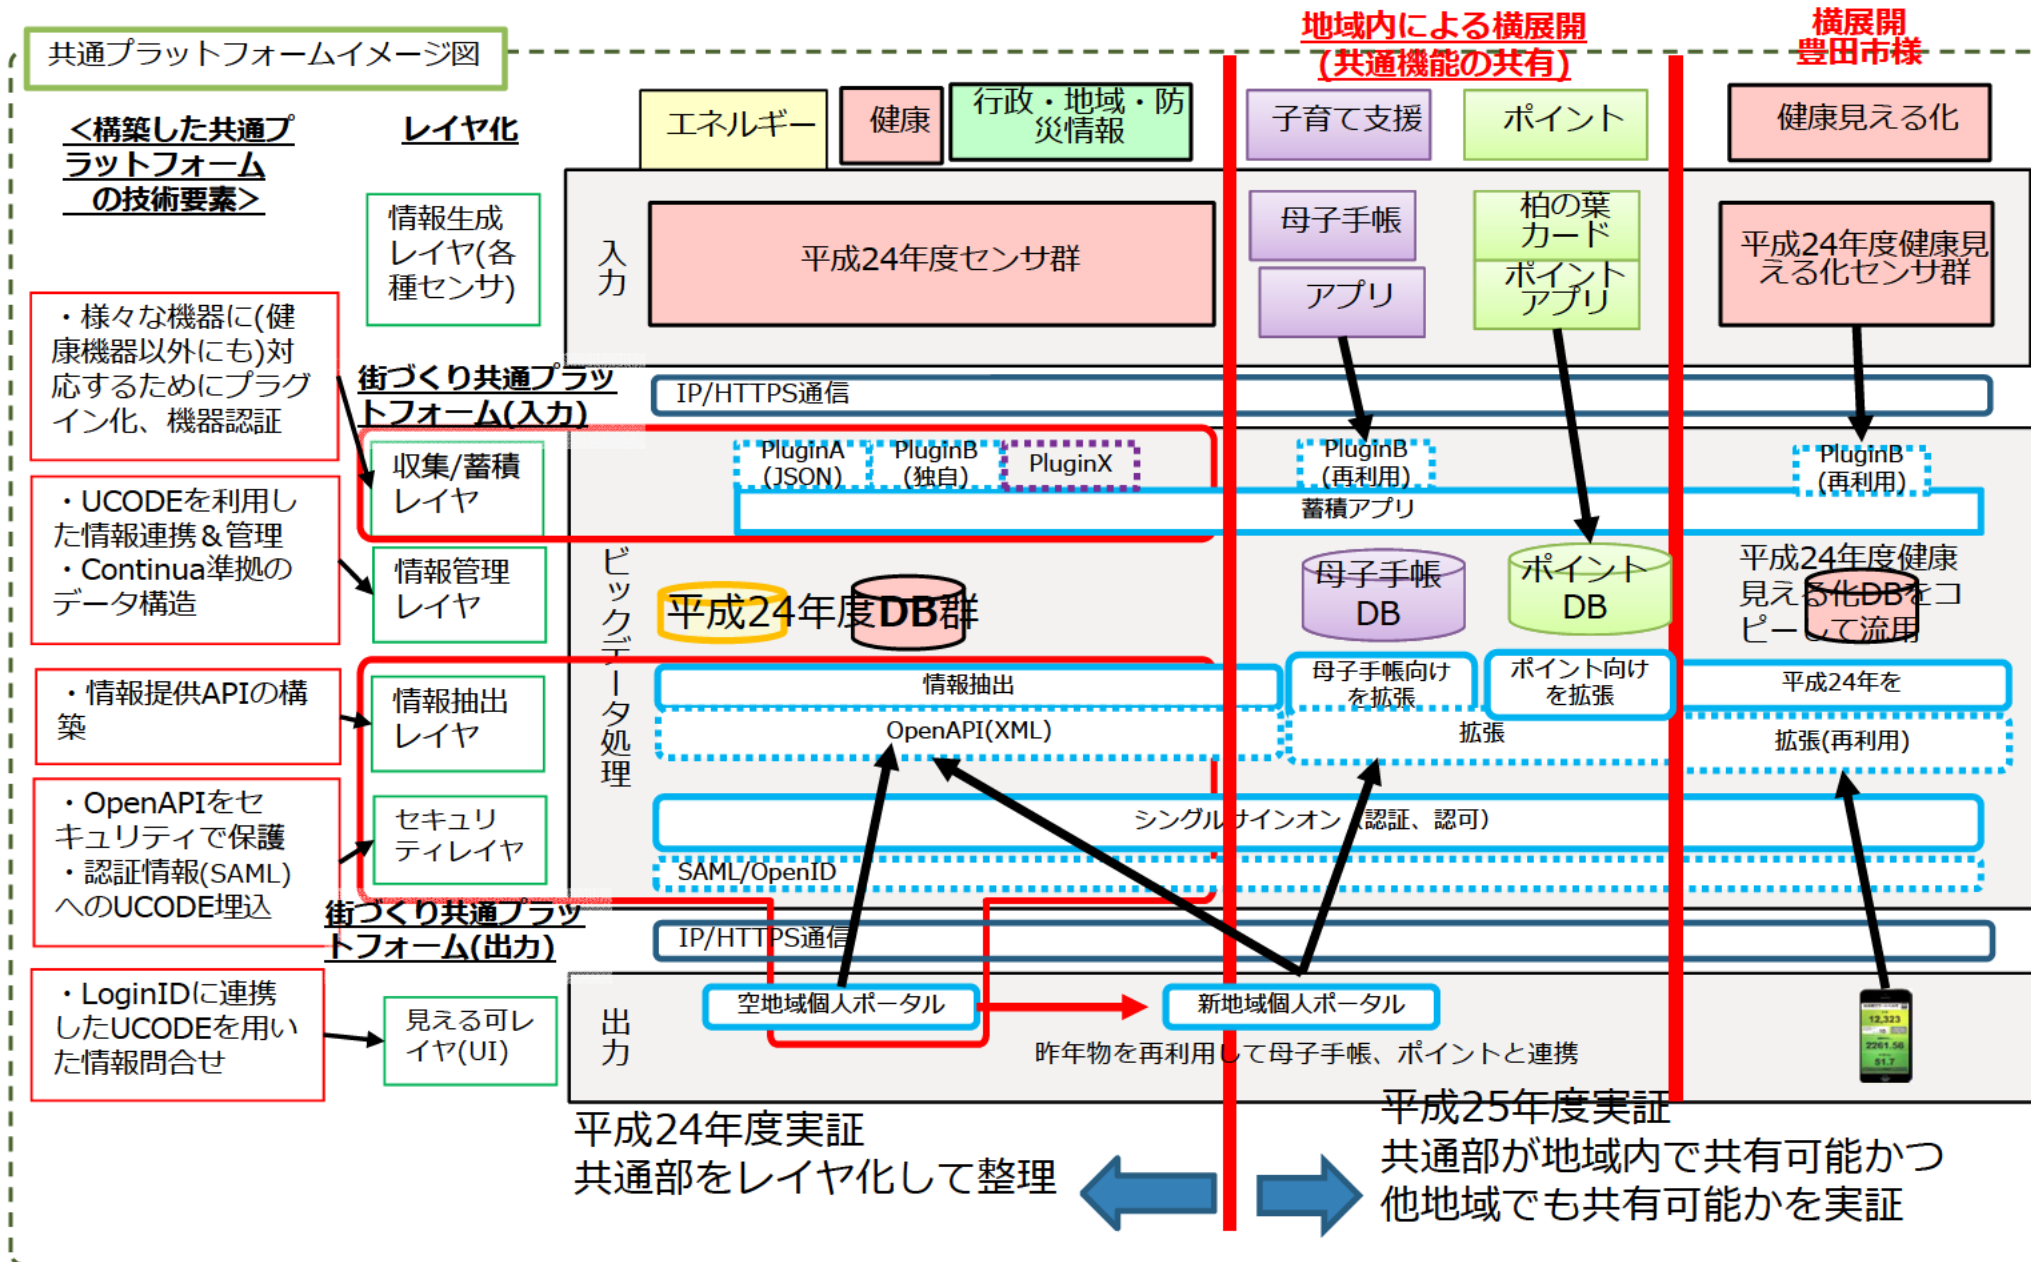 共通プラットフォームイメージ図
地域内による横展開
(共通機能の共有)
横展開
豊田市様
<構築した共通プ
ラットフォーム
の技術要素>
レイヤ化
エネルギー
健康
行政・地域・防
災情報
子育て支援
ポイント
健康見える化
情報生成
レイヤ(各
種センサ)
入力
平成24年度センサ群
母子手帳
アプリ
柏の葉
カード
ポイント
アプリ
平成24年度健康見
える化センサ群
・様々な機器に(健
康機器以外にも)対
応するためにプラグ
イン化、機器認証
街づくり共通プラッ
トフォーム(入力)
IP/HTTPS通信
収集/蓄積
レイヤ
PluginA
(JSON)
PluginB
(独自)
PluginX
PluginB
(再利用)
PluginB
(再利用)
蓄積アプリ
・UCODEを利用し
た情報連携&管理
・Continua準拠の
データ構造
情報管理
レイヤ
ビックデータ処理
平成24年度DB群
母子手帳
DB
ポイント
DB
平成24年度健康
見える化DBをコ
ピーして流用
・情報提供APIの構
築
情報抽出
レイヤ
情報抽出
OpenAPI(XML)
母子手帳向け
を拡張
ポイント向け
を拡張
拡張
平成24年を
拡張(再利用)
・OpenAPIをセ
キュリティで保護
・認証情報(SAML)
へのUCODE埋込
セキュリ
ティレイヤ
シングルサインオン（認証、認可）
SAML/OpenID
街づくり共通プラッ
トフォーム(出力)
IP/HTTPS通信
・LoginIDに連携
したUCODEを用い
た情報問合せ
見える可レ
イヤ(UI)
出力
空地域個人ポータル
新地域個人ポータル
昨年物を再利用して母子手帳、ポイントと連携
12,323
2261.56
51.7
平成24年度実証
共通部をレイヤ化して整理
平成25年度実証
共通部が地域内で共有可能かつ
他地域でも共有可能かを実証